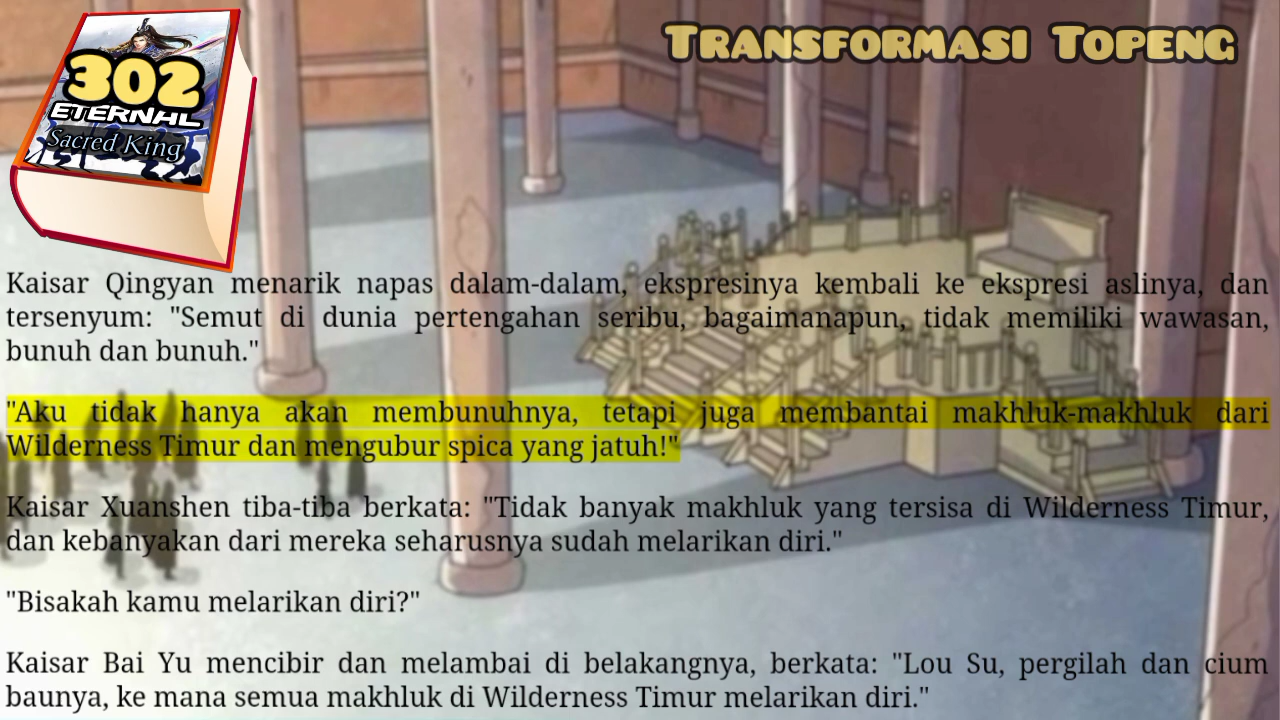 Transformasi Topeng
302
ETERNAL
Sacred King
Kaisar Qingyan menarik napas dalam-dalam, ekspresinya kembali ke ekspresi aslinya, dan
tersenyum: "Semut di dunia pertengahan seribu, bagaimanapun, tidak memiliki wawasan,
bunuh dan bunuh."
"Aku tidak hanya akan membunuhnya, tetapi juga membantai makhluk-makhluk dari
Wilderness Timur dan mengubur spica yang jatuh!"
Kaisar Xuanshen tiba-tiba berkata: "Tidak banyak makhluk yang tersisa di Wilderness Timur,
dan kebanyakan dari mereka seharusnya sudah melarikan diri."
"Bisakah kamu melarikan diri?"
Kaisar Bai Yu mencibir dan melambai di belakangnya, berkata: "Lou Su, pergilah dan cium
baunya, ke mana semua makhluk di Wilderness Timur melarikan diri."